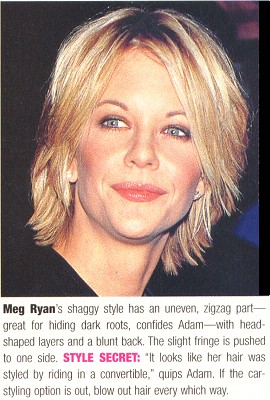 Meg Ryan's shaggy style has an uneven, zigzag part—
great for hiding dark roots, confides Adam—with head-
shaped layers and a blunt back. The slight fringe is pushed
to one side. STYLE SECRET: "It looks like her hair was
styled by riding in a convertible," quips Adam. If the car-
styling option is out, blow out hair every which way.